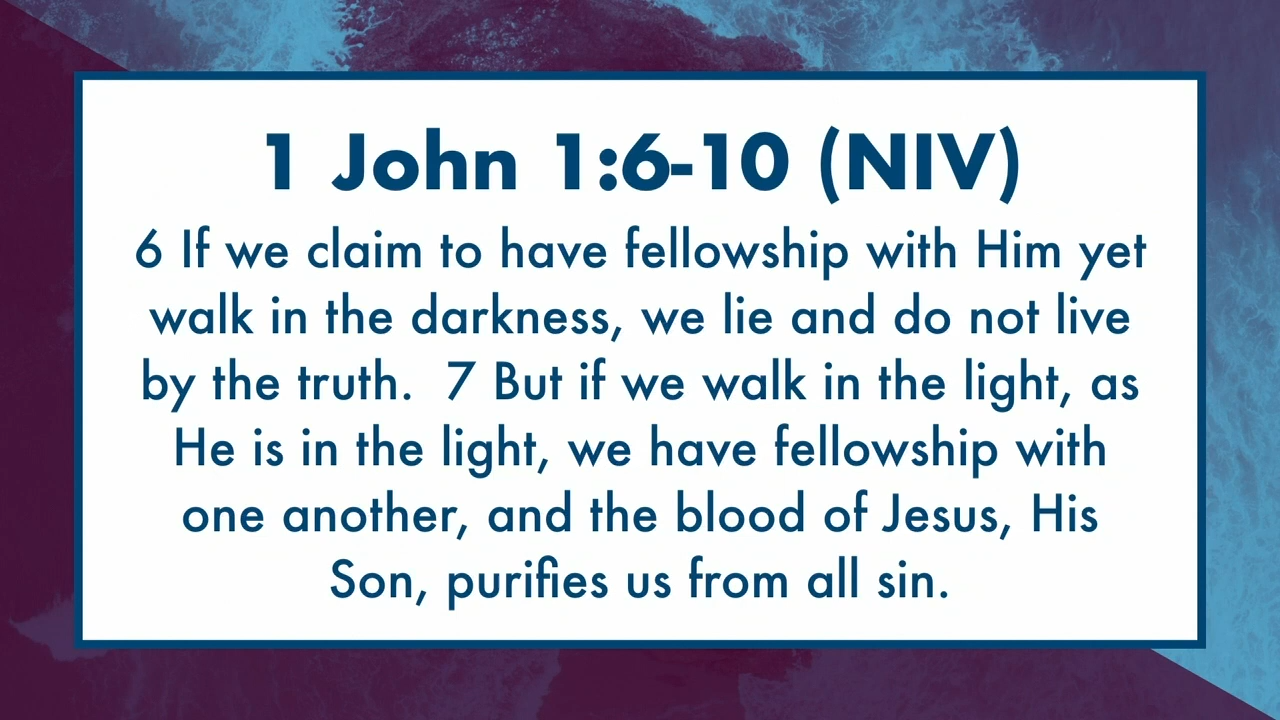 1 John 1:6-10 (NIV)
6 If we claim to have fellowship with Him yet
walk in the darkness, we lie and do not live
by the truth.  7 But if we walk in the light, as
He is in the light, we have fellowship with
one another, and the blood of Jesus, His
Son, purifies us from all sin.